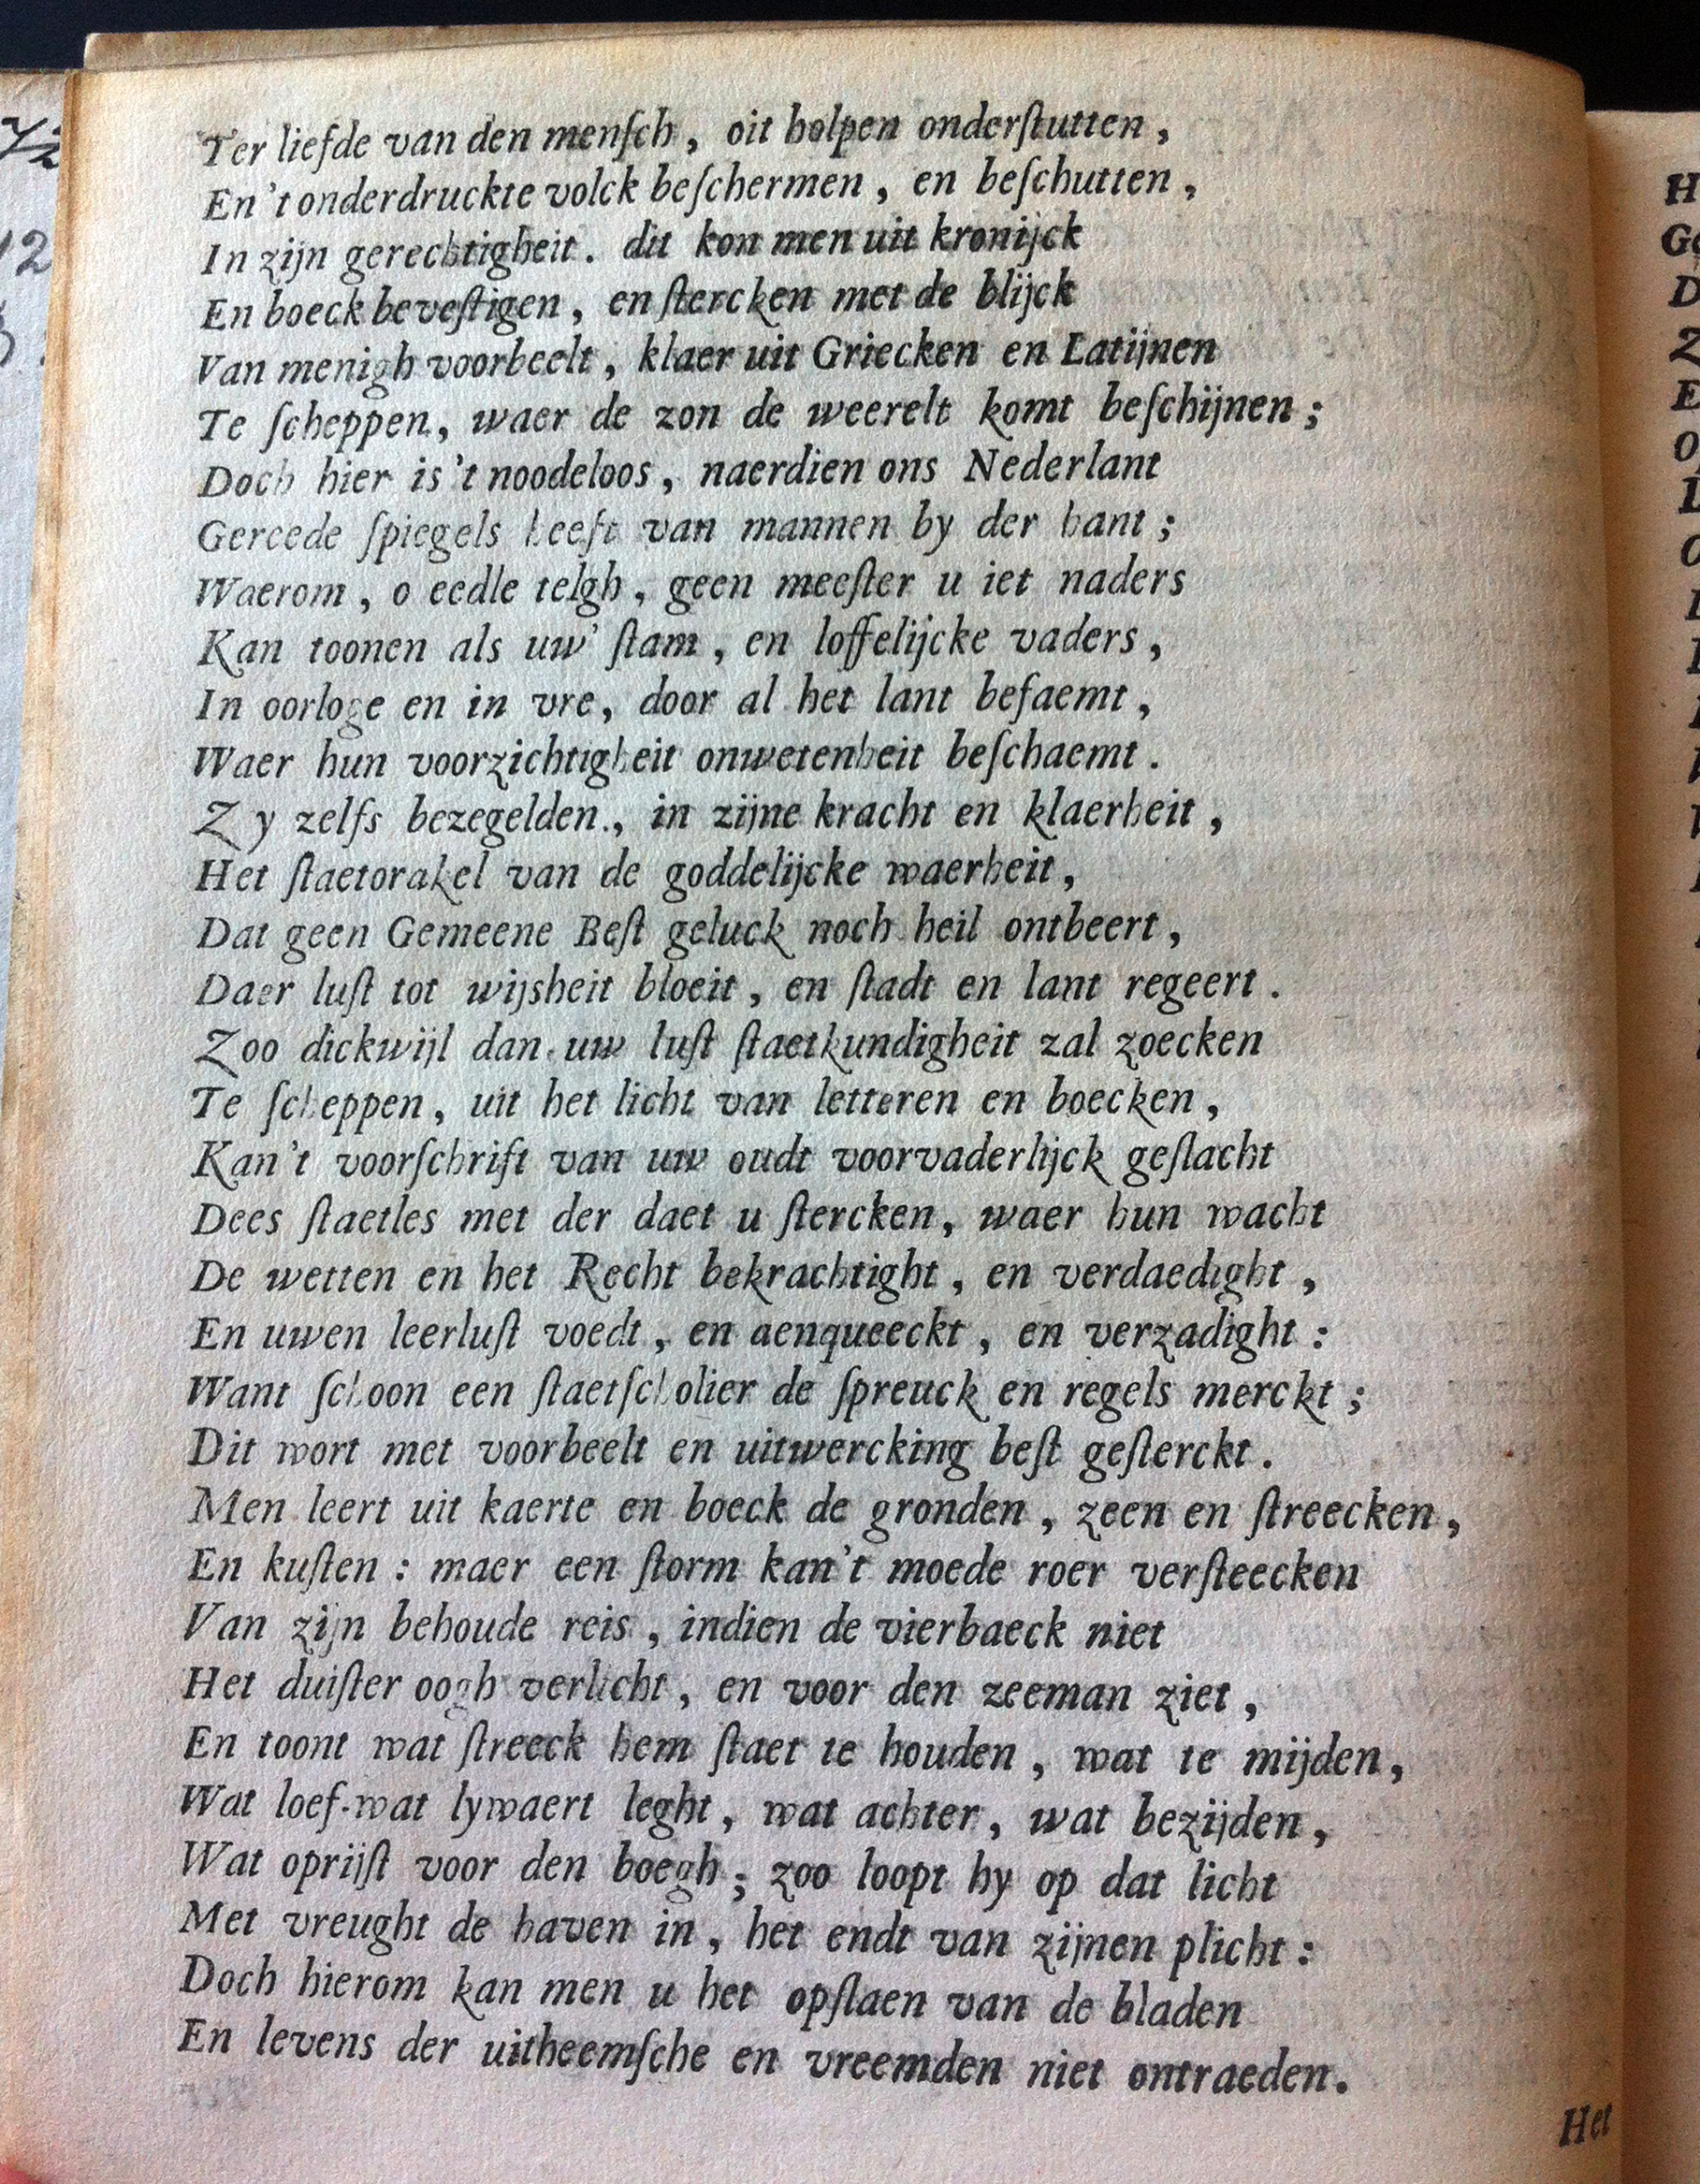 Ter liefde van den menſch, oit holpen onderſtutten,
En 't onderdruckte volck beſchermen, en beſchutten,
In zijn gerechtigheit. dit kon men uit kronijck
En boeck beveſtigen, en ſtercken met de blijck
Van menigh voorbeelt, klaer uit Griecken en Latijnen
Te ſcheppen, waer de zon de weerelt komt beſchijnen;
Doch hier is 't noodeloos, naerdien ons Nederlant
Gereede ſpiegels heeft van mannen by der hant;
Waerom, o eedle telgh, geen meeſter u iet naders
Kan toonen als uw' ſtam, en loffelijcke vaders,
In oorloge en in vre, door al het lant befaemt,
Waer hun voorzichtigheit onwetenheit beſchaemt.
Zy zelfs bezegelden, in zijne kracht en klaerheit,
Het ſtaetorakel van de goddelijcke waerheit,
Dat geen Gemeene Beſt geluck noch heil ontbeert,
Daer luſt tot wijsheit bloeit, en ſtadt en lant regeert.
Zoo dickwijl dan uw luſt ſtaetkundigheit zal zoecken
Te ſcheppen, uit het licht van letteren en boecken,
Kan't voorſchrift van uw oudt voorvaderlijck geſlacht
Dees ſtaetles met der daet u ſtercken, waer hun wacht
De wetten en het Recht bekrachtight, en verdaedight,
En uwen leerluſt voedt, en aenqueeckt, en verzadight:
Want ſchoon een ſtaetſcholier de ſpreuck en regels merckt;
Dit wort met voorbeelt en uitwercking beſt geſterckt.
Men leert uit kaerte en boeck de gronden, zeen en ſtreecken,
En kuſten: maer een ſtorm kan't moede roer verſteecken
Van zijn behoude reis, indien de vierbaeck niet
Het duiſter oogh verlicht, en voor den zeeman ziet,
En toont wat ſtreeck hem ſtaet te houden, wat te mijden,
Wat loef-wat lywaert leght, wat achter, wat bezijden,
Wat oprijſt voor den boegh; zoo loopt hy op dat licht
Met vreught de haven in, het endt van zijnen plicht:
Doch hierom kan men u het opſlaen van de bladen
En levens der uitheemſche en vreemden niet ontraeden.
Het